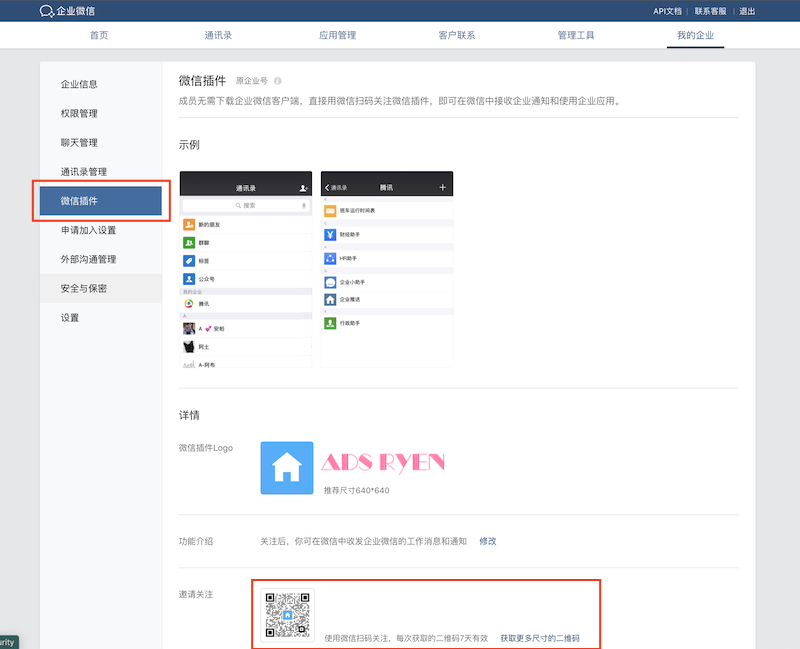 企业微信
API文档 | 联系客服 | 退出
首页 通讯录 应用管理 客户联系 管理工具 我的企业
企业信息
权限管理
聊天管理
通讯录管理
微信插件
申请加入设置
外部沟通管理
安全与保密
设置
微信插件 原企业号
成员无需下载企业微信客户端，直接用微信扫码关注微信插件，即可在微信中接收企业通知和使用企业应用。
示例
通讯录
搜索
新的朋友
群聊
标签
公众号
我的企业
腾讯
A
A 💕 安帕
阿土
A-阿布
通讯录 腾讯 +
班车运行时间表
财经助手
HR助手
企业小助手
企业推送
行政助手
详情
微信插件Logo
ADS RYEN
推荐尺寸640*640
功能介绍 关注后，你可在微信中收发企业微信的工作消息和通知 修改
邀请关注
使用微信扫码关注，每次获取的二维码7天有效 获取更多尺寸的二维码
urity